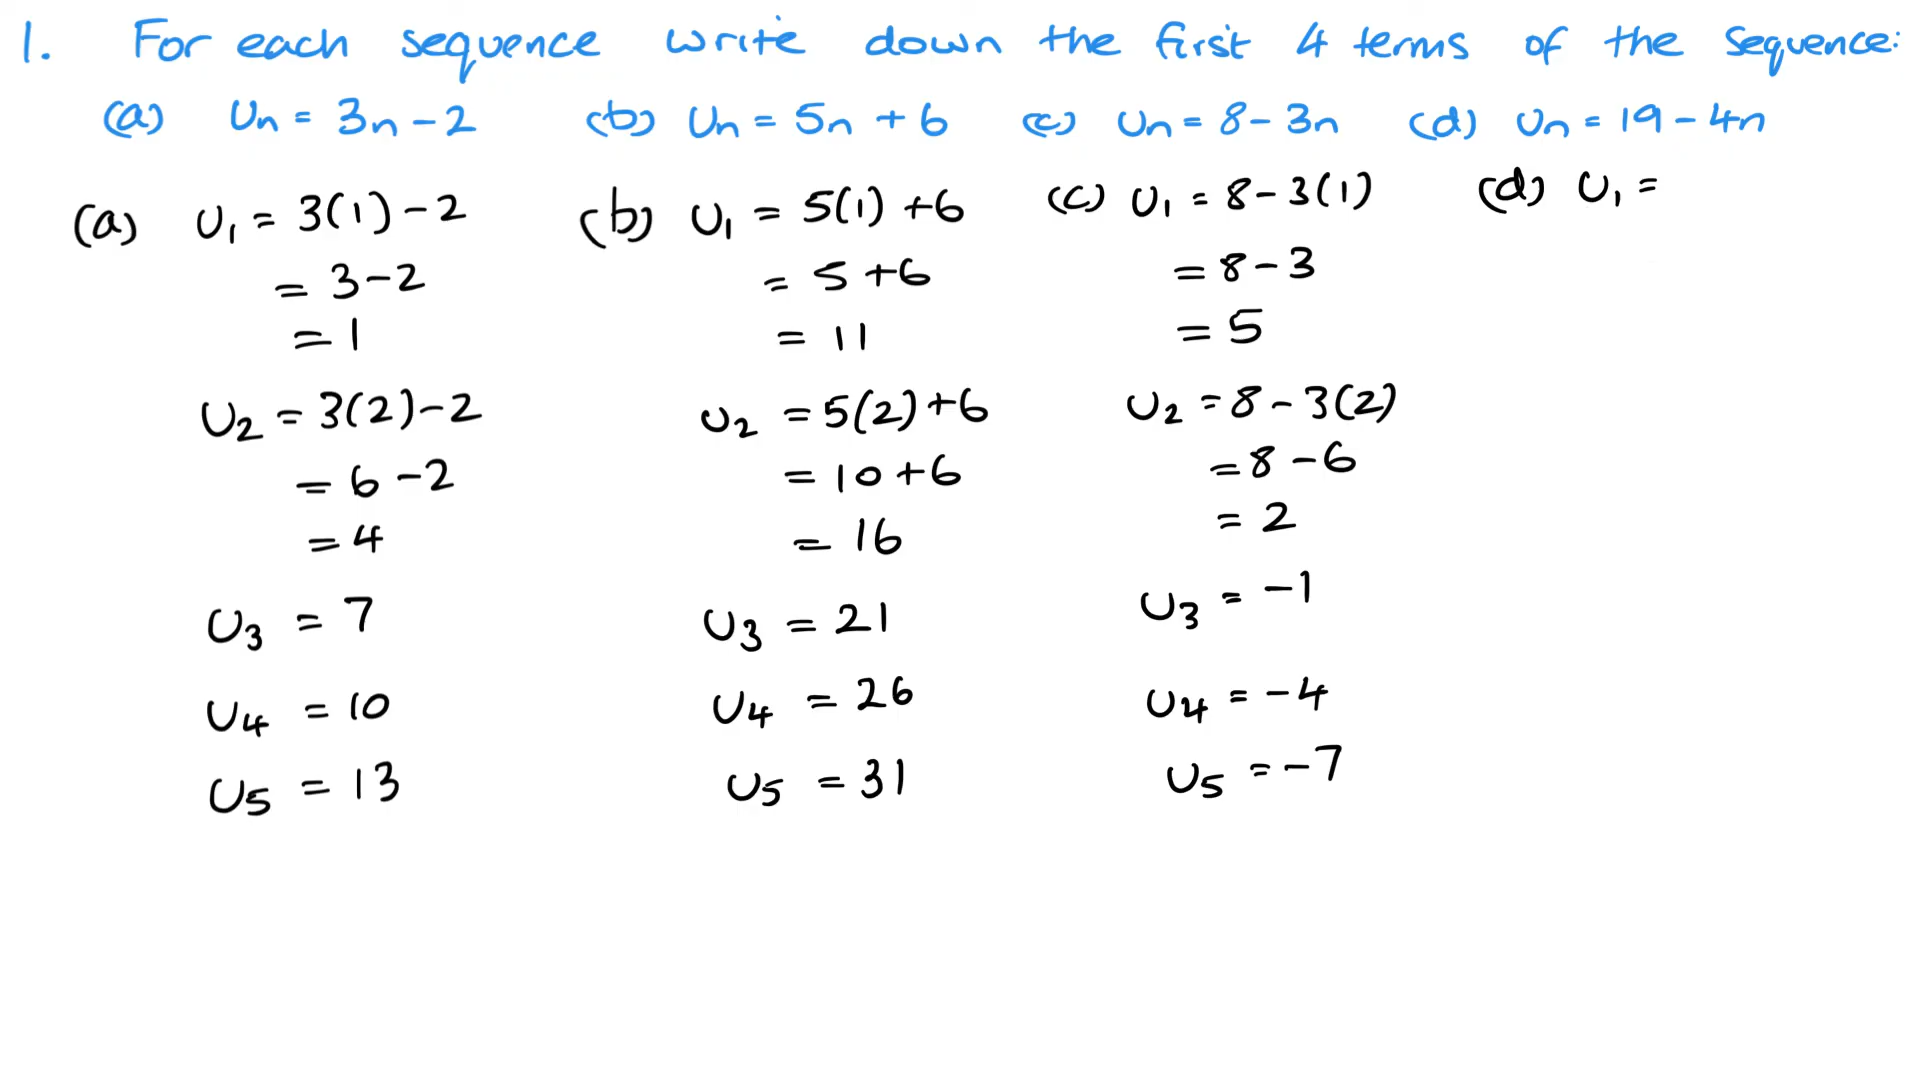 1. For each sequence write down the first 4 terms of the sequence:
(a) Un = 3n - 2 (b) Un = 5n + 6 (c) Un = 8 - 3n (d) Un = 19 - 4n
(a) U1 = 3(1) - 2
= 3 - 2
= 1
U2 = 3(2) - 2
= 6 - 2
= 4
U3 = 7
U4 = 10
U5 = 13
(b) U1 = 5(1) + 6
= 5 + 6
= 11
U2 = 5(2) + 6
= 10 + 6
= 16
U3 = 21
U4 = 26
U5 = 31
(c) U1 = 8 - 3(1)
= 8 - 3
= 5
U2 = 8 - 3(2)
= 8 - 6
= 2
U3 = -1
U4 = -4
U5 = -7
(d) U1 =